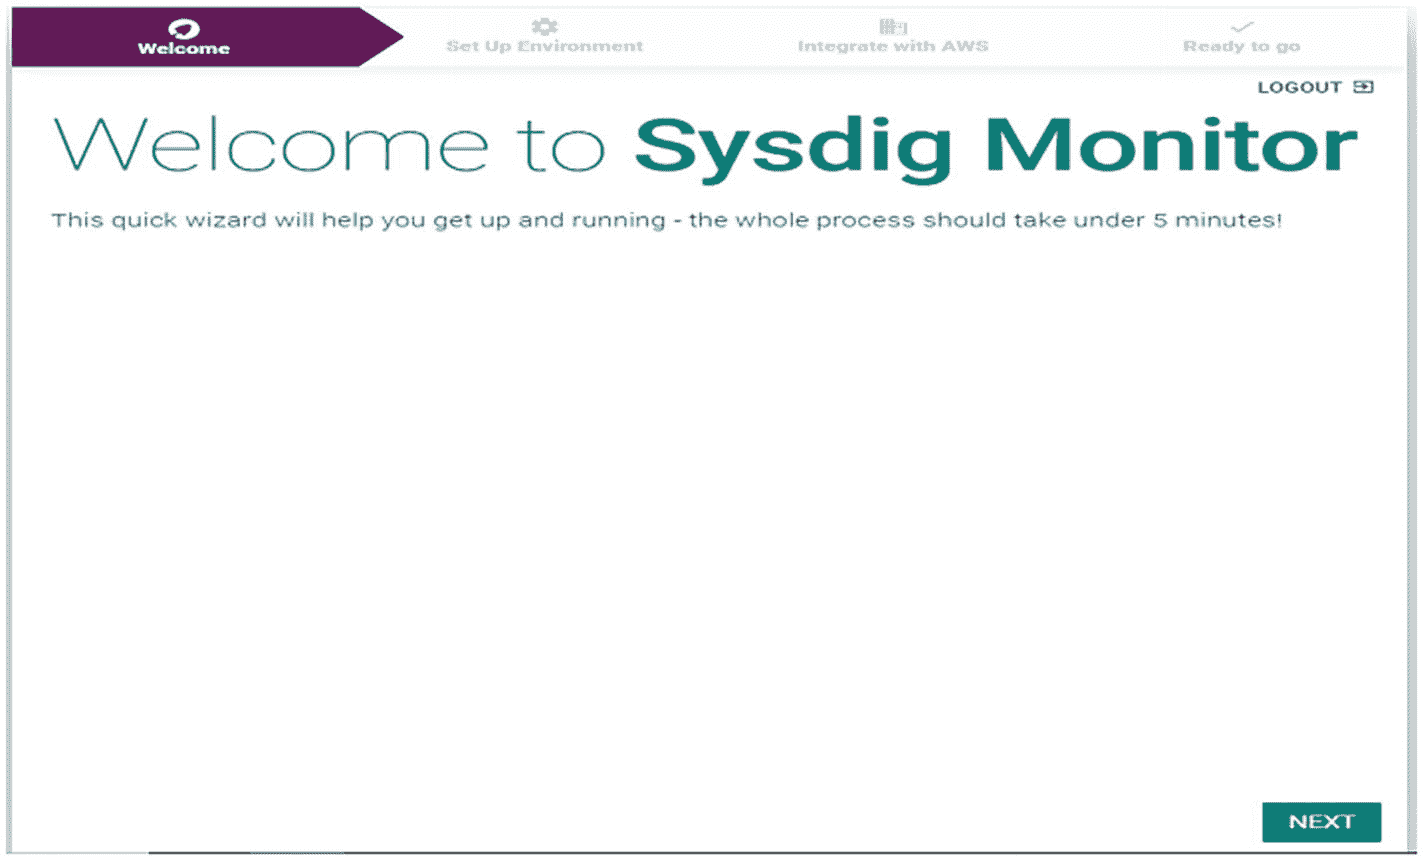 Welcome
Set Up Environment
Integrate with AWS
Ready to go
LOGOUT
Welcome to Sysdig Monitor
This quick wizard will help you get up and running - the whole process should take under 5 minutes!
NEXT